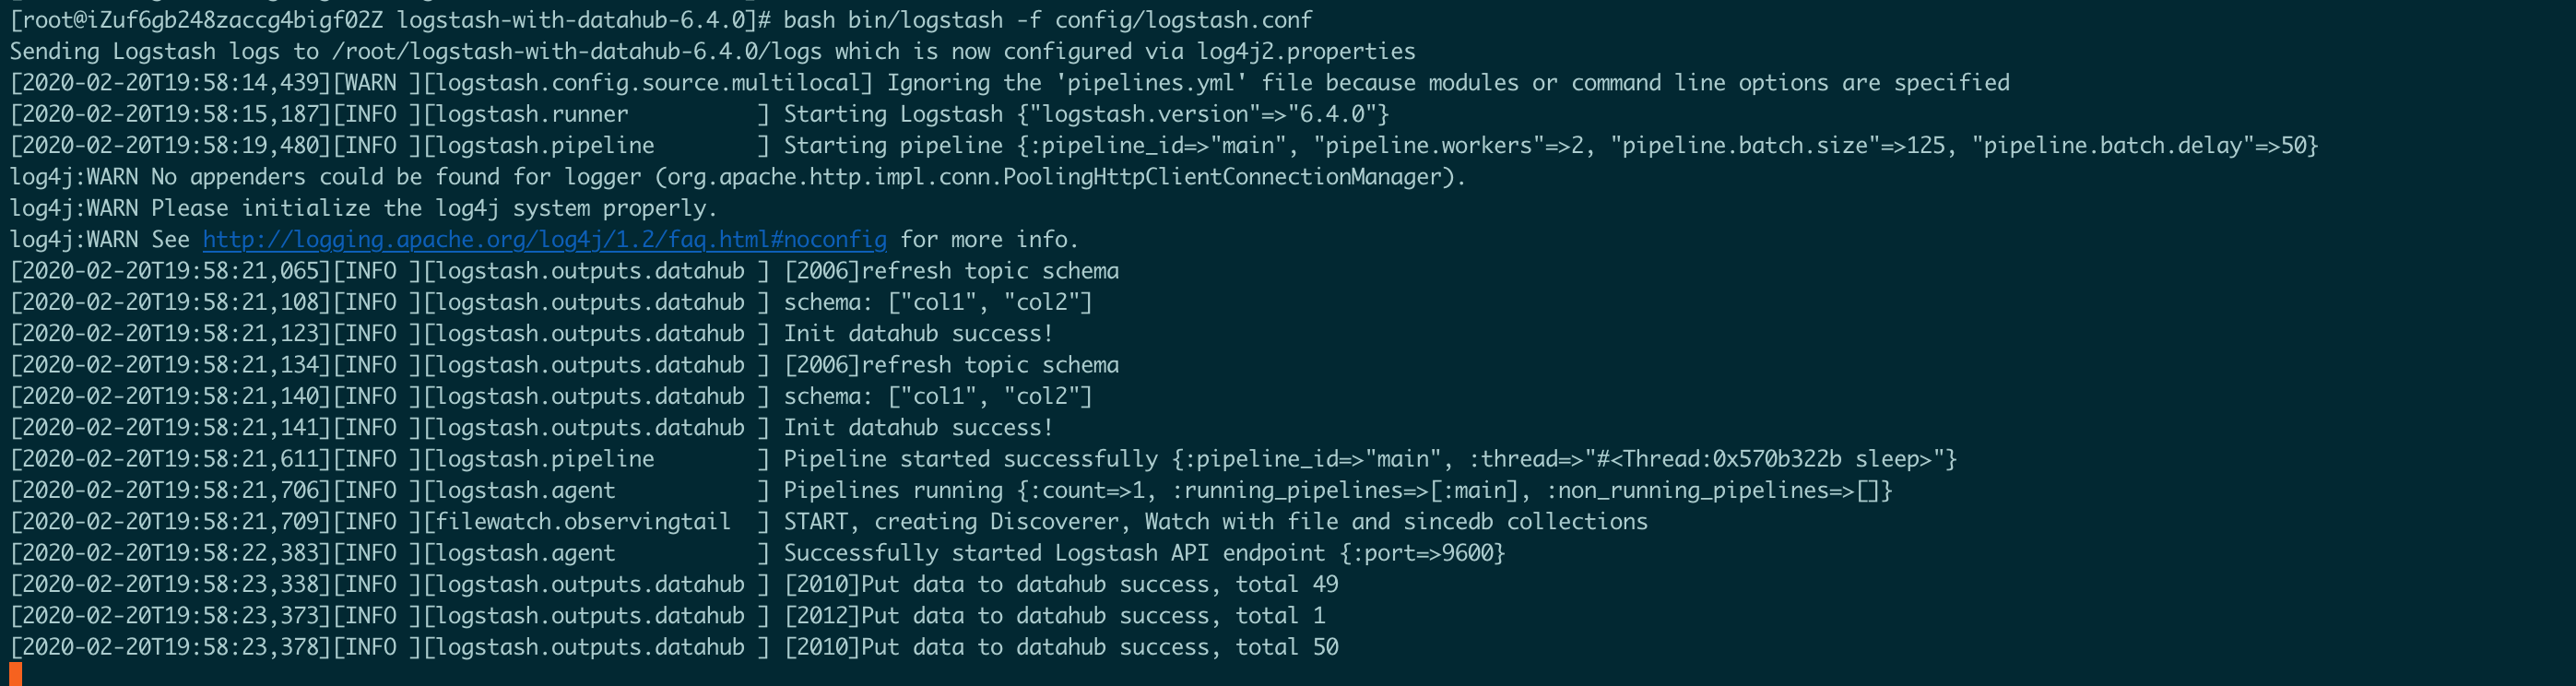 [root@iZuf6gb248zaccg4bigf02Z logstash-with-datahub-6.4.0]# bash bin/logstash -f config/logstash.conf
Sending Logstash logs to /root/logstash-with-datahub-6.4.0/logs which is now configured via log4j2.properties
[2020-02-20T19:58:14,439][WARN ][logstash.config.source.multilocal] Ignoring the 'pipelines.yml' file because modules or command line options are specified
[2020-02-20T19:58:15,187][INFO ][logstash.runner          ] Starting Logstash {"logstash.version"=>"6.4.0"}
[2020-02-20T19:58:19,480][INFO ][logstash.pipeline        ] Starting pipeline {:pipeline_id=>"main", "pipeline.workers"=>2, "pipeline.batch.size"=>125, "pipeline.batch.delay"=>50}
log4j:WARN No appenders could be found for logger (org.apache.http.impl.conn.PoolingHttpClientConnectionManager).
log4j:WARN Please initialize the log4j system properly.
log4j:WARN See http://logging.apache.org/log4j/1.2/faq.html#noconfig for more info.
[2020-02-20T19:58:21,065][INFO ][logstash.outputs.datahub ] [2006]refresh topic schema
[2020-02-20T19:58:21,108][INFO ][logstash.outputs.datahub ] schema: ["col1", "col2"]
[2020-02-20T19:58:21,123][INFO ][logstash.outputs.datahub ] Init datahub success!
[2020-02-20T19:58:21,134][INFO ][logstash.outputs.datahub ] [2006]refresh topic schema
[2020-02-20T19:58:21,140][INFO ][logstash.outputs.datahub ] schema: ["col1", "col2"]
[2020-02-20T19:58:21,141][INFO ][logstash.outputs.datahub ] Init datahub success!
[2020-02-20T19:58:21,611][INFO ][logstash.pipeline        ] Pipeline started successfully {:pipeline_id=>"main", :thread=>"#<Thread:0x570b322b sleep>"}
[2020-02-20T19:58:21,706][INFO ][logstash.agent           ] Pipelines running {:count=>1, :running_pipelines=>[:main], :non_running_pipelines=>[]}
[2020-02-20T19:58:21,709][INFO ][filewatch.observingtail  ] START, creating Discoverer, Watch with file and sincedb collections
[2020-02-20T19:58:22,383][INFO ][logstash.agent           ] Successfully started Logstash API endpoint {:port=>9600}
[2020-02-20T19:58:23,338][INFO ][logstash.outputs.datahub ] [2010]Put data to datahub success, total 49
[2020-02-20T19:58:23,373][INFO ][logstash.outputs.datahub ] [2012]Put data to datahub success, total 1
[2020-02-20T19:58:23,378][INFO ][logstash.outputs.datahub ] [2010]Put data to datahub success, total 50